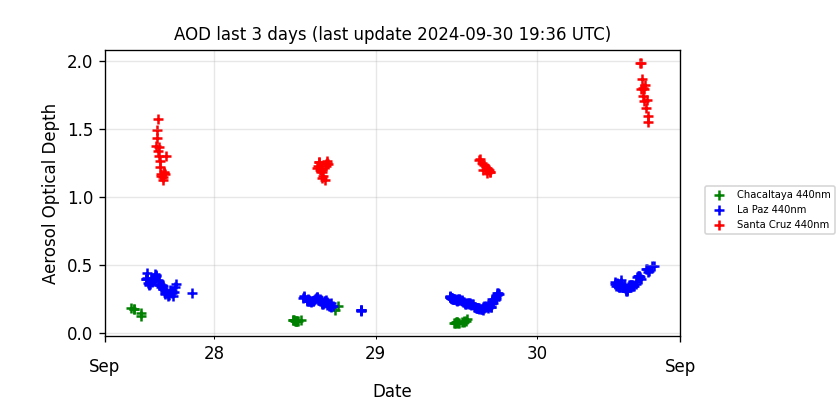 AOD last 3 days (last update 2024-09-30 19:36 UTC)
Aerosol Optical Depth
2.0
1.5
1.0
0.5
0.0
Chacaltaya 440nm
La Paz 440nm
Santa Cruz 440nm
28
29
30
Sep
Sep
Date